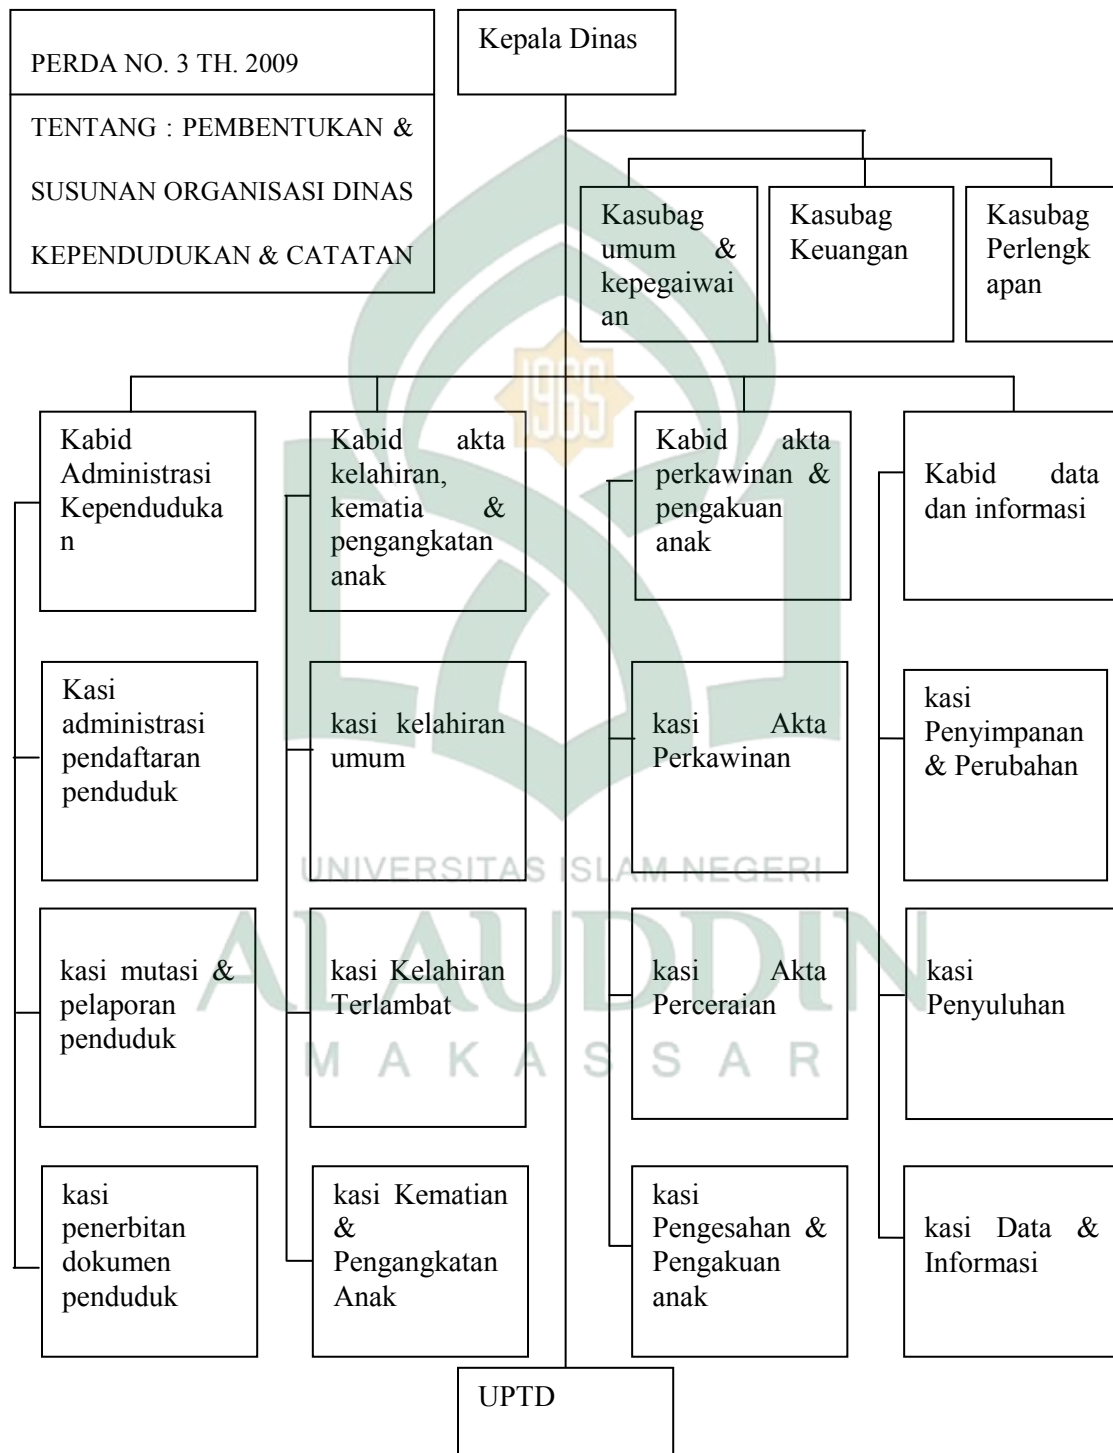 Kepala Dinas
PERDA NO. 3 TH. 2009
TENTANG : PEMBENTUKAN &
SUSUNAN ORGANISASI DINAS
KEPENDUDUKAN & CATATAN
Kasubag
umum &
kepegaiwai
an
Kasubag
Keuangan
Kasubag
Perlengk
apan
1965
Kabid
Administrasi
Kependuduka
n
Kabid akta
kelahiran,
kematia &
pengangkatan
anak
Kabid akta
perkawinan &
pengakuan
anak
Kabid data
dan informasi
Kasi
administrasi
pendaftaran
penduduk
kasi kelahiran
umum
kasi Akta
Perkawinan
kasi
Penyimpanan
& Perubahan
UNIVERSITAS ISLAM NEGERI
ALAUDDIN
MAKASSAR
kasi mutasi &
pelaporan
penduduk
kasi Kelahiran
Terlambat
kasi Akta
Perceraian
kasi
Penyuluhan
kasi
penerbitan
dokumen
penduduk
kasi Kematian
&
Pengangkatan
Anak
kasi
Pengesahan &
Pengakuan
anak
kasi Data &
Informasi
UPTD